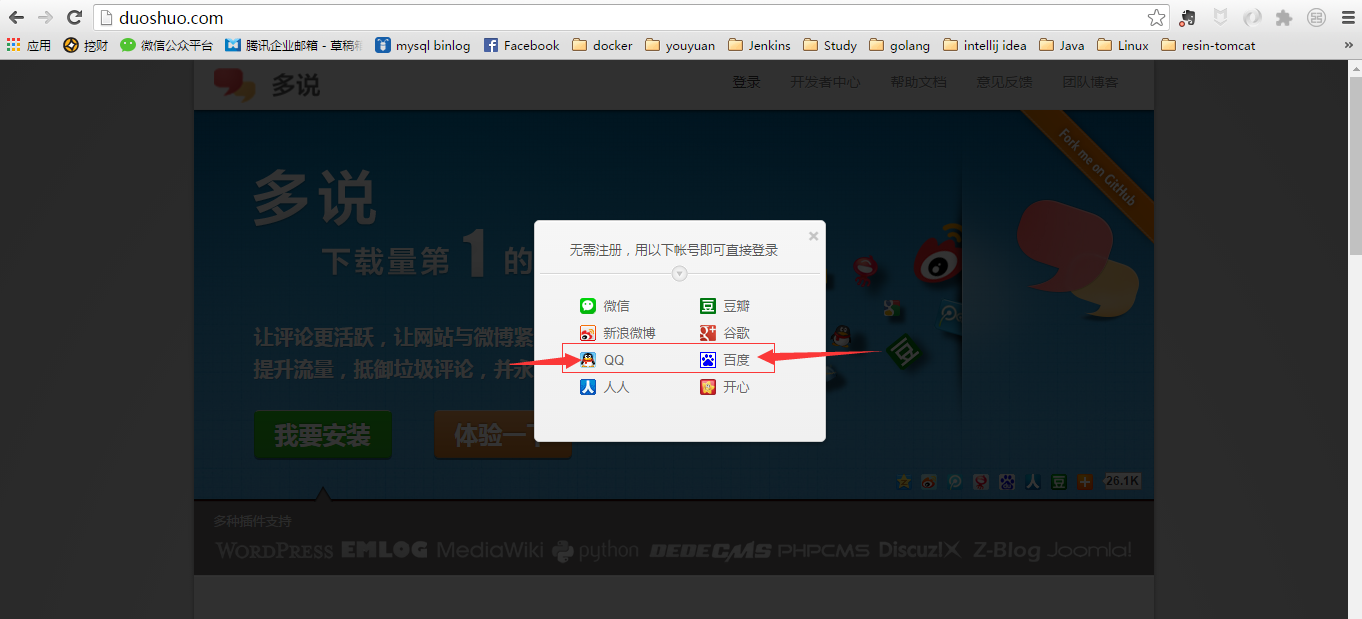 duoshuo.com
应用 挖财 微信公众平台 腾讯企业邮箱 - 草稿 mysql binlog Facebook docker youyuan Jenkins Study golang intellij idea Java Linux resin-tomcat »
多说 登录 开发者中心 帮助文档 意见反馈 团队博客
Fork me on GitHub
多说
下载量第1的
无需注册，用以下帐号即可直接登录
微信 豆瓣
新浪微博 谷歌
QQ 百度
人人 开心
让评论更活跃，让网站与微博紧
提升流量，抵御垃圾评论，并永
我要安装 体验一下
26.1K
多种插件支持
WORDPRESS EMLOG MediaWiki python DEDECMS PHPCMS Discuz!X Z-Blog Joomla!